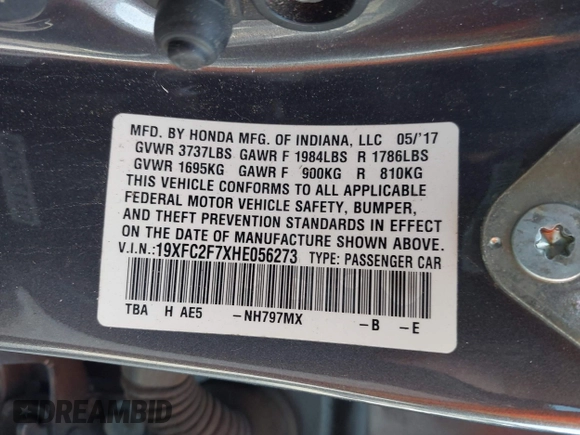 MFD. BY HONDA MFG. OF INDIANA, LLC 05/'17
GVWR 3737LBS GAWR F 1984LBS R 1786LBS
GVWR 1695KG GAWR F 900KG R 810KG
THIS VEHICLE CONFORMS TO ALL APPLICABLE
FEDERAL MOTOR VEHICLE SAFETY, BUMPER,
AND THEFT PREVENTION STANDARDS IN EFFECT
ON THE DATE OF MANUFACTURE SHOWN ABOVE.
V.I.N.:19XFC2F7XHE056273 TYPE: PASSENGER CAR
TBA H AE5 -NH797MX -B -E
DREAMBID